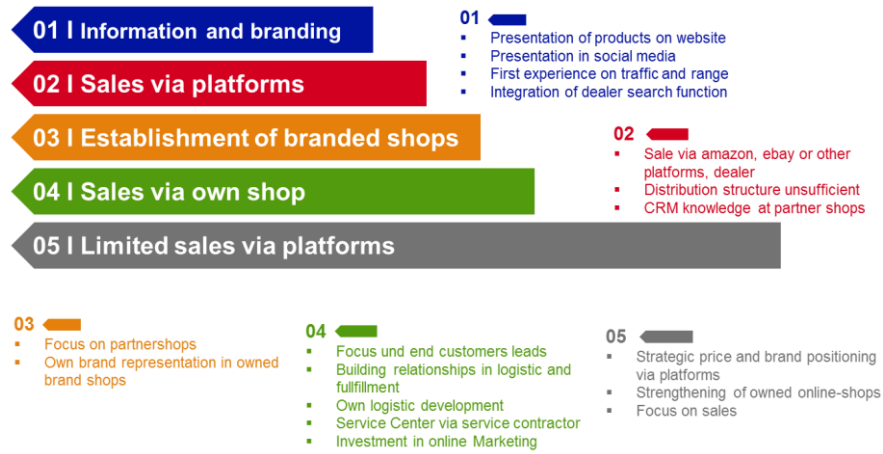 01 I Information and branding
02 I Sales via platforms
03 I Establishment of branded shops
04 I Sales via own shop
05 I Limited sales via platforms
01
▪ Presentation of products on website
▪ Presentation in social media
▪ First experience on traffic and range
▪ Integration of dealer search function
02
▪ Sale via amazon, ebay or other
platforms, dealer
▪ Distribution structure unsufficient
▪ CRM knowledge at partner shops
03
▪ Focus on partnershops
▪ Own brand representation in owned
brand shops
04
▪ Focus und end customers leads
▪ Building relationships in logistic and
fullfillment
▪ Own logistic development
▪ Service Center via service contractor
▪ Investment in online Marketing
05
▪ Strategic price and brand positioning
via platforms
▪ Strengthening of owned online-shops
▪ Focus on sales